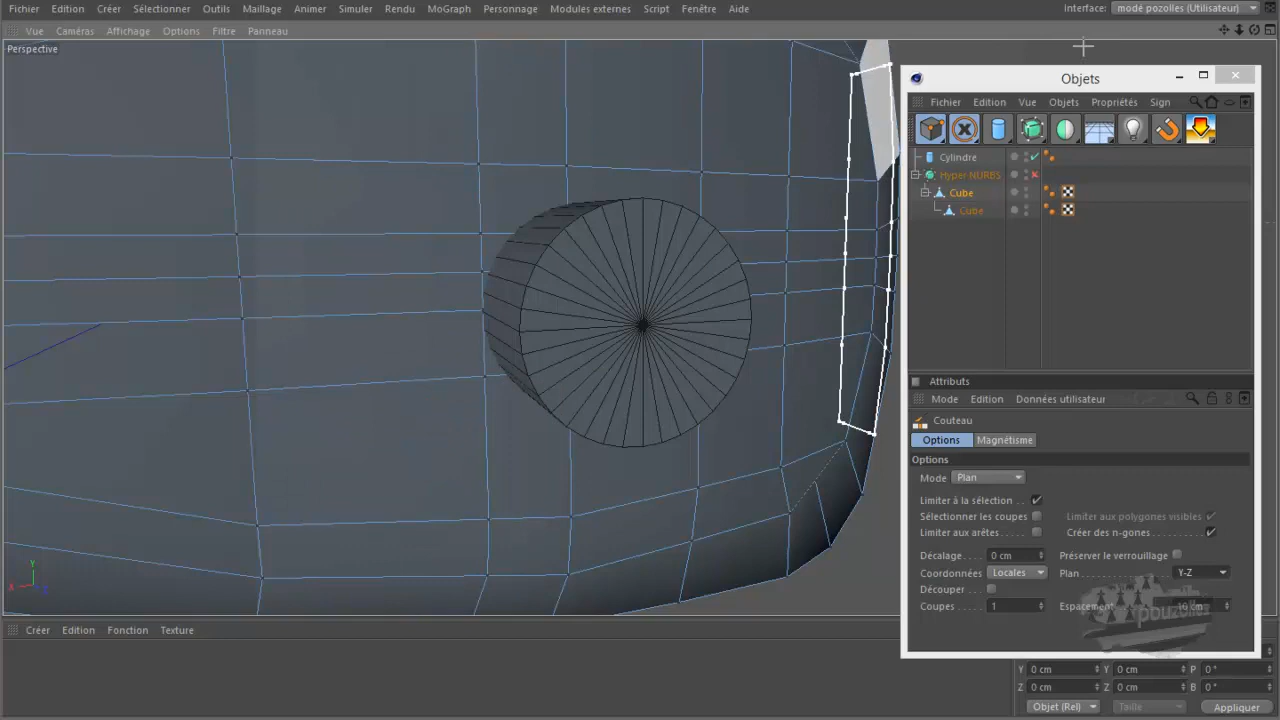 Fichier Edition Créer Sélectionner Outils Maillage Animer Simuler Rendu MoGraph Personnage Modules externes Script Fenêtre Aide Interface: modé pozolles (Utilisateur)
Vue Caméras Affichage Options Filtre Panneau
Perspective
Objets
Fichier Edition Vue Objets Propriétés Sign
Cylindre
Hyper NURBS
Cube
Cube
Attributs
Mode Edition Données utilisateur
Couteau
Options Magnétisme
Options
Mode Plan
Limiter à la sélection . .
Sélectionner les coupes Limiter aux polygones visibles
Limiter aux arêtes . . . . . Créer des n-gones . . . . . . . . . .
Décalage . . . . 0 cm Préserver le verrouillage
Coordonnées Locales Plan . . . . . . . . . . . . . . . . . Y-Z
Découper . . .
Coupes . . . . . 1 Espacement 10 cm
pouzolles
Y
X
Créer Edition Fonction Texture
Y 0 cm Y 0 cm P 0 °
Z 0 cm Z 0 cm B 0 °
Objet (Rel) Taille Appliquer